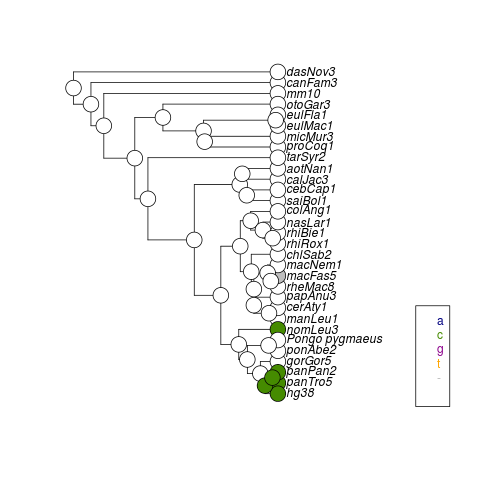 dasNov3
canFam3
mm10
otoGar3
eulFla1
eulMac1
micMur3
proCoq1
tarSyr2
aotNan1
calJac3
cebCap1
saiBol1
colAng1
nasLar1
rhiBie1
rhiRox1
chlSab2
macNem1
macFas5
rheMac8
papAnu3
cerAty1
manLeu1
nomLeu3
Pongo pygmaeus
ponAbe2
gorGor5
panPan2
panTro5
hg38
a
c
g
t
-